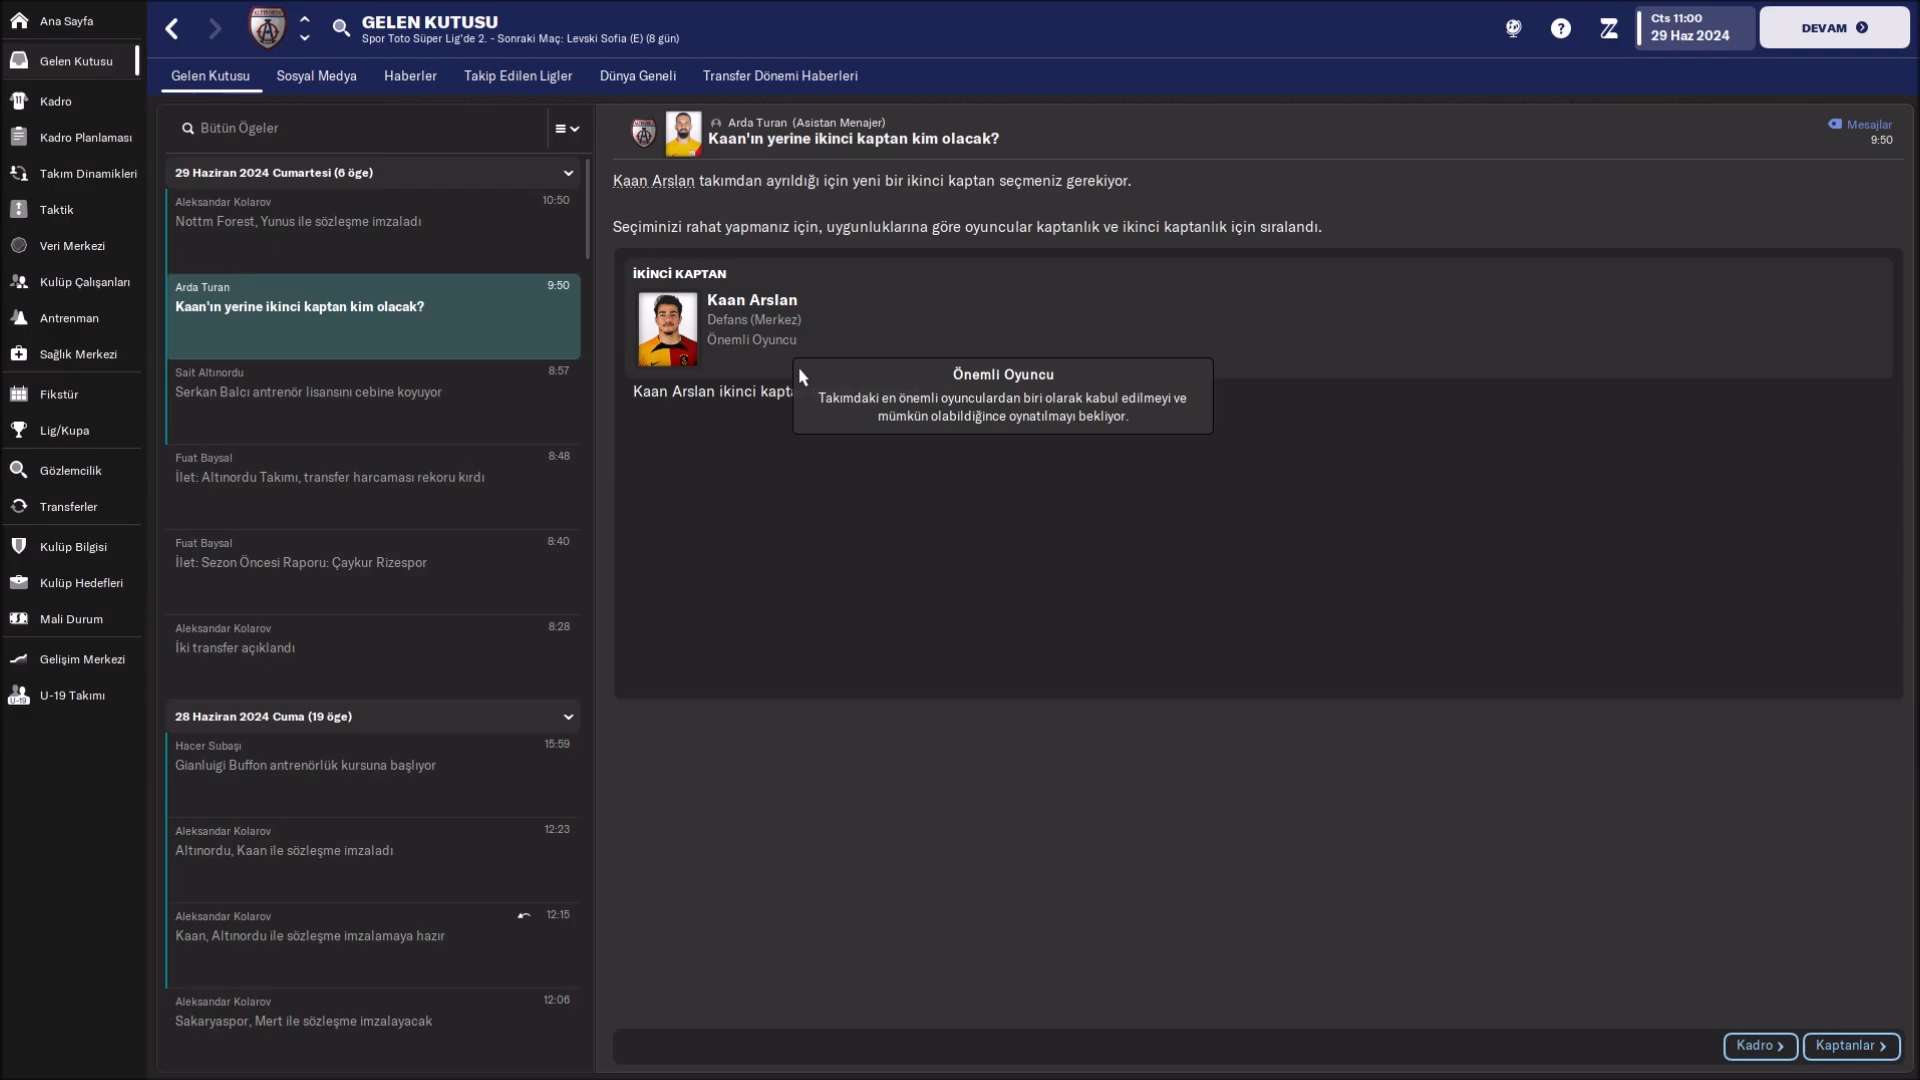 Ana Sayfa
Gelen Kutusu
Kadro
Kadro Planlaması
Takım Dinamikleri
Taktik
Veri Merkezi
Kulüp Çalışanları
Antrenman
Sağlık Merkezi
Fikstür
Lig/Kupa
Gözlemcilik
Transferler
Kulüp Bilgisi
Kulüp Hedefleri
Mali Durum
Gelişim Merkezi
U-19 Takımı
GELEN KUTUSU
Spor Toto Süper Lig'de 2. - Sonraki Maç: Levski Sofia (E) (8 gün)
Cts 11:00
29 Haz 2024
DEVAM
Gelen Kutusu Sosyal Medya Haberler Takip Edilen Ligler Dünya Geneli Transfer Dönemi Haberleri
Bütün Ögeler
29 Haziran 2024 Cumartesi (6 öge)
Aleksandar Kolarov 10:50
Nottm Forest, Yunus ile sözleşme imzaladı
Arda Turan 9:50
Kaan'ın yerine ikinci kaptan kim olacak?
Sait Altınordu 8:57
Serkan Balcı antrenör lisansını cebine koyuyor
Fuat Baysal 8:48
İlet: Altınordu Takımı, transfer harcaması rekoru kırdı
Fuat Baysal 8:40
İlet: Sezon Öncesi Raporu: Çaykur Rizespor
Aleksandar Kolarov 8:28
İki transfer açıklandı
28 Haziran 2024 Cuma (19 öge)
Hacer Subaşı 15:59
Gianluigi Buffon antrenörlük kursuna başlıyor
Aleksandar Kolarov 12:23
Altınordu, Kaan ile sözleşme imzaladı
Aleksandar Kolarov 12:15
Kaan, Altınordu ile sözleşme imzalamaya hazır
Aleksandar Kolarov 12:06
Sakaryaspor, Mert ile sözleşme imzalayacak
Arda Turan (Asistan Menajer)
Kaan'ın yerine ikinci kaptan kim olacak?
Mesajlar
9:50
Kaan Arslan takımdan ayrıldığı için yeni bir ikinci kaptan seçmeniz gerekiyor.
Seçiminizi rahat yapmanız için, uygunluklarına göre oyuncular kaptanlık ve ikinci kaptanlık için sıralandı.
İKİNCİ KAPTAN
Kaan Arslan
Defans (Merkez)
Önemli Oyuncu
Kaan Arslan ikinci kapta
Önemli Oyuncu
Takımdaki en önemli oyunculardan biri olarak kabul edilmeyi ve
mümkün olabildiğince oynatılmayı bekliyor.
Kadro
Kaptanlar